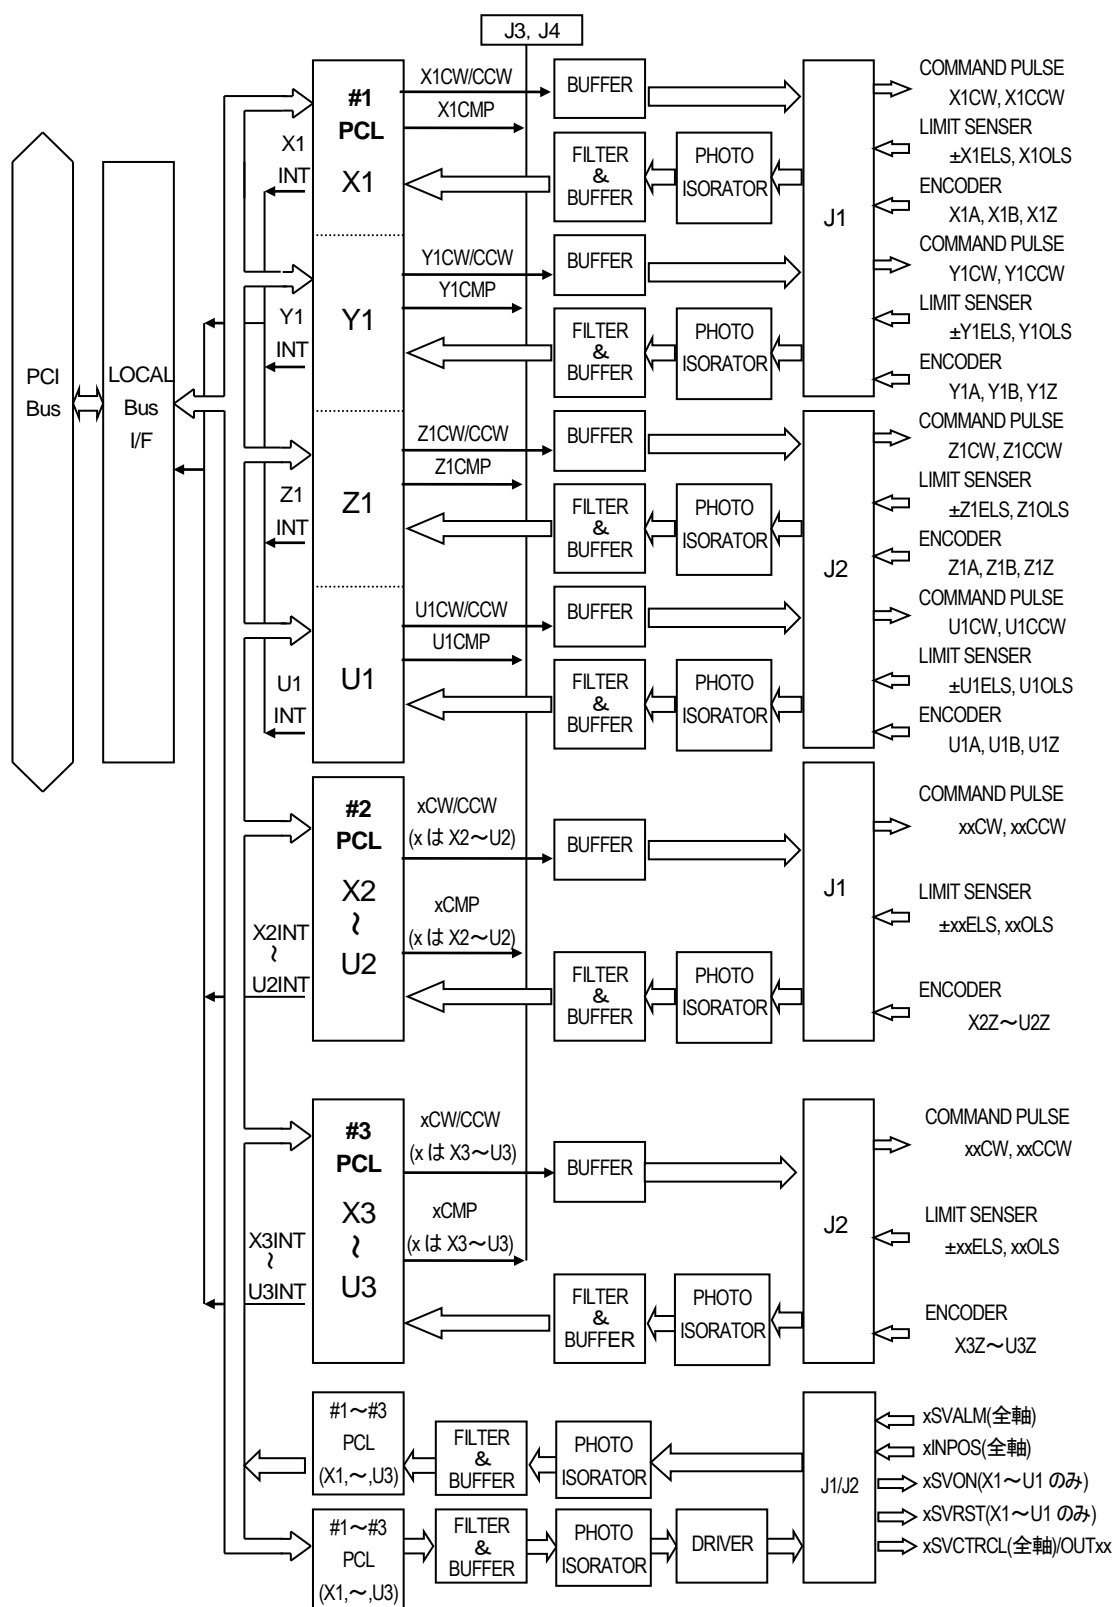 J3, J4
PCI
Bus
LOCAL
Bus
I/F
X1
INT
Y1
INT
Z1
INT
U1
INT
#1
PCL
X1
Y1
Z1
U1
X1CW/CCW
X1CMP
BUFFER
FILTER
&
BUFFER
PHOTO
ISORATOR
Y1CW/CCW
Y1CMP
BUFFER
FILTER
&
BUFFER
PHOTO
ISORATOR
J1
COMMAND PULSE
X1CW, X1CCW
LIMIT SENSER
±X1ELS, X1OLS
ENCODER
X1A, X1B, X1Z
COMMAND PULSE
Y1CW, Y1CCW
LIMIT SENSER
±Y1ELS, Y1OLS
ENCODER
Y1A, Y1B, Y1Z
Z1CW/CCW
Z1CMP
BUFFER
FILTER
&
BUFFER
PHOTO
ISORATOR
U1CW/CCW
U1CMP
BUFFER
FILTER
&
BUFFER
PHOTO
ISORATOR
J2
COMMAND PULSE
Z1CW, Z1CCW
LIMIT SENSER
±Z1ELS, Z1OLS
ENCODER
Z1A, Z1B, Z1Z
COMMAND PULSE
U1CW, U1CCW
LIMIT SENSER
±U1ELS, U1OLS
ENCODER
U1A, U1B, U1Z
X2INT
～
U2INT
#2
PCL
X2
～
U2
xCW/CCW
(x は X2～U2)
xCMP
(x は X2～U2)
BUFFER
FILTER
&
BUFFER
PHOTO
ISORATOR
J1
COMMAND PULSE
xxCW, xxCCW
LIMIT SENSER
±xxELS, xxOLS
ENCODER
X2Z～U2Z
X3INT
～
U3INT
#3
PCL
X3
～
U3
xCW/CCW
(x は X3～U3)
xCMP
(x は X3～U3)
BUFFER
FILTER
&
BUFFER
PHOTO
ISORATOR
J2
COMMAND PULSE
xxCW, xxCCW
LIMIT SENSER
±xxELS, xxOLS
ENCODER
X3Z～U3Z
#1～#3
PCL
(X1,～,U3)
FILTER
&
BUFFER
PHOTO
ISORATOR
#1～#3
PCL
(X1,～,U3)
FILTER
&
BUFFER
PHOTO
ISORATOR
DRIVER
J1/J2
xSVALM(全軸)
xINPOS(全軸)
xSVON(X1～U1 のみ)
xSVRST(X1～U1 のみ)
xSVCTRCL(全軸)/OUTxx